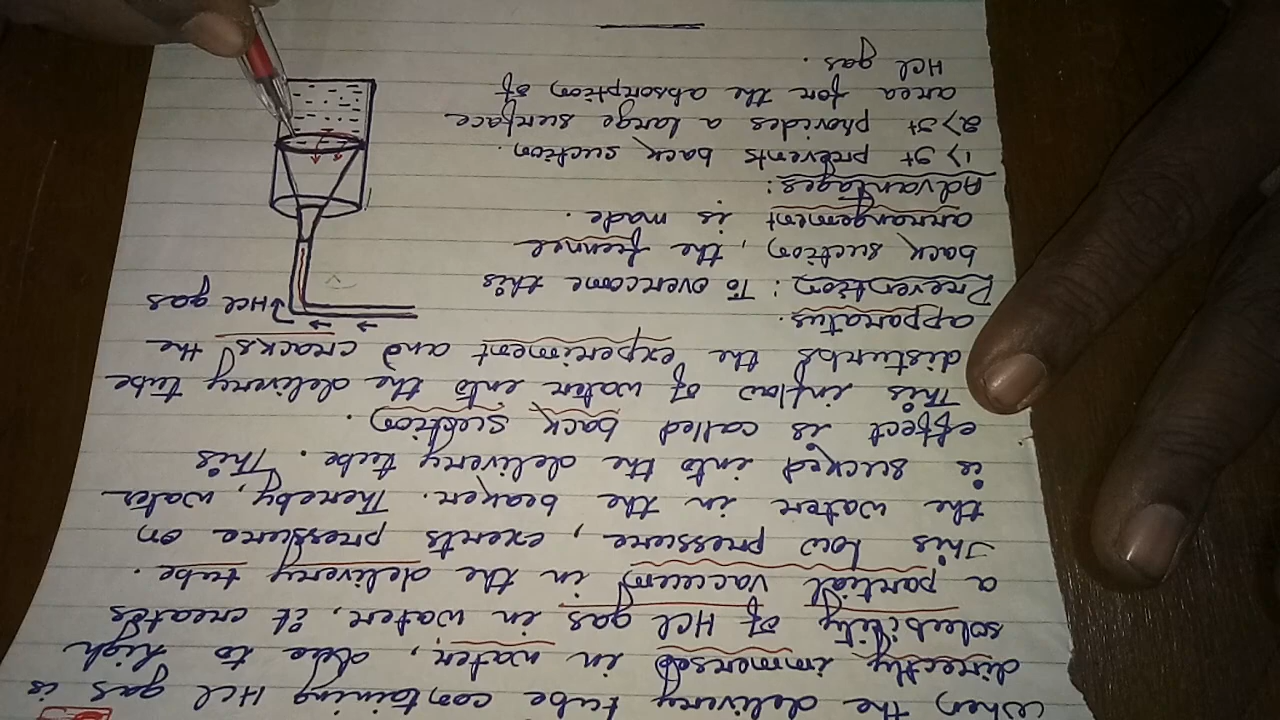 When the delivery tube containing HCl gas is
directly immersed in water, due to high
solubility of HCl gas in water, it creates
a partial vaccum in the delivery tube.
This low pressure, exerts pressure on
the water in the beaker. Thereby, water
is sucked into the delivery tube. This
effect is called back suction.
This inflow of water into the delivery tube
disturbs the experiment and cracks the
apparatus.
Prevention: To overcome this
back suction, the funnel
arrangement is made.
Advantages:
1) It prevents back suction.
2) It provides a large surface
area for the absorption of
HCl gas.
HCl gas